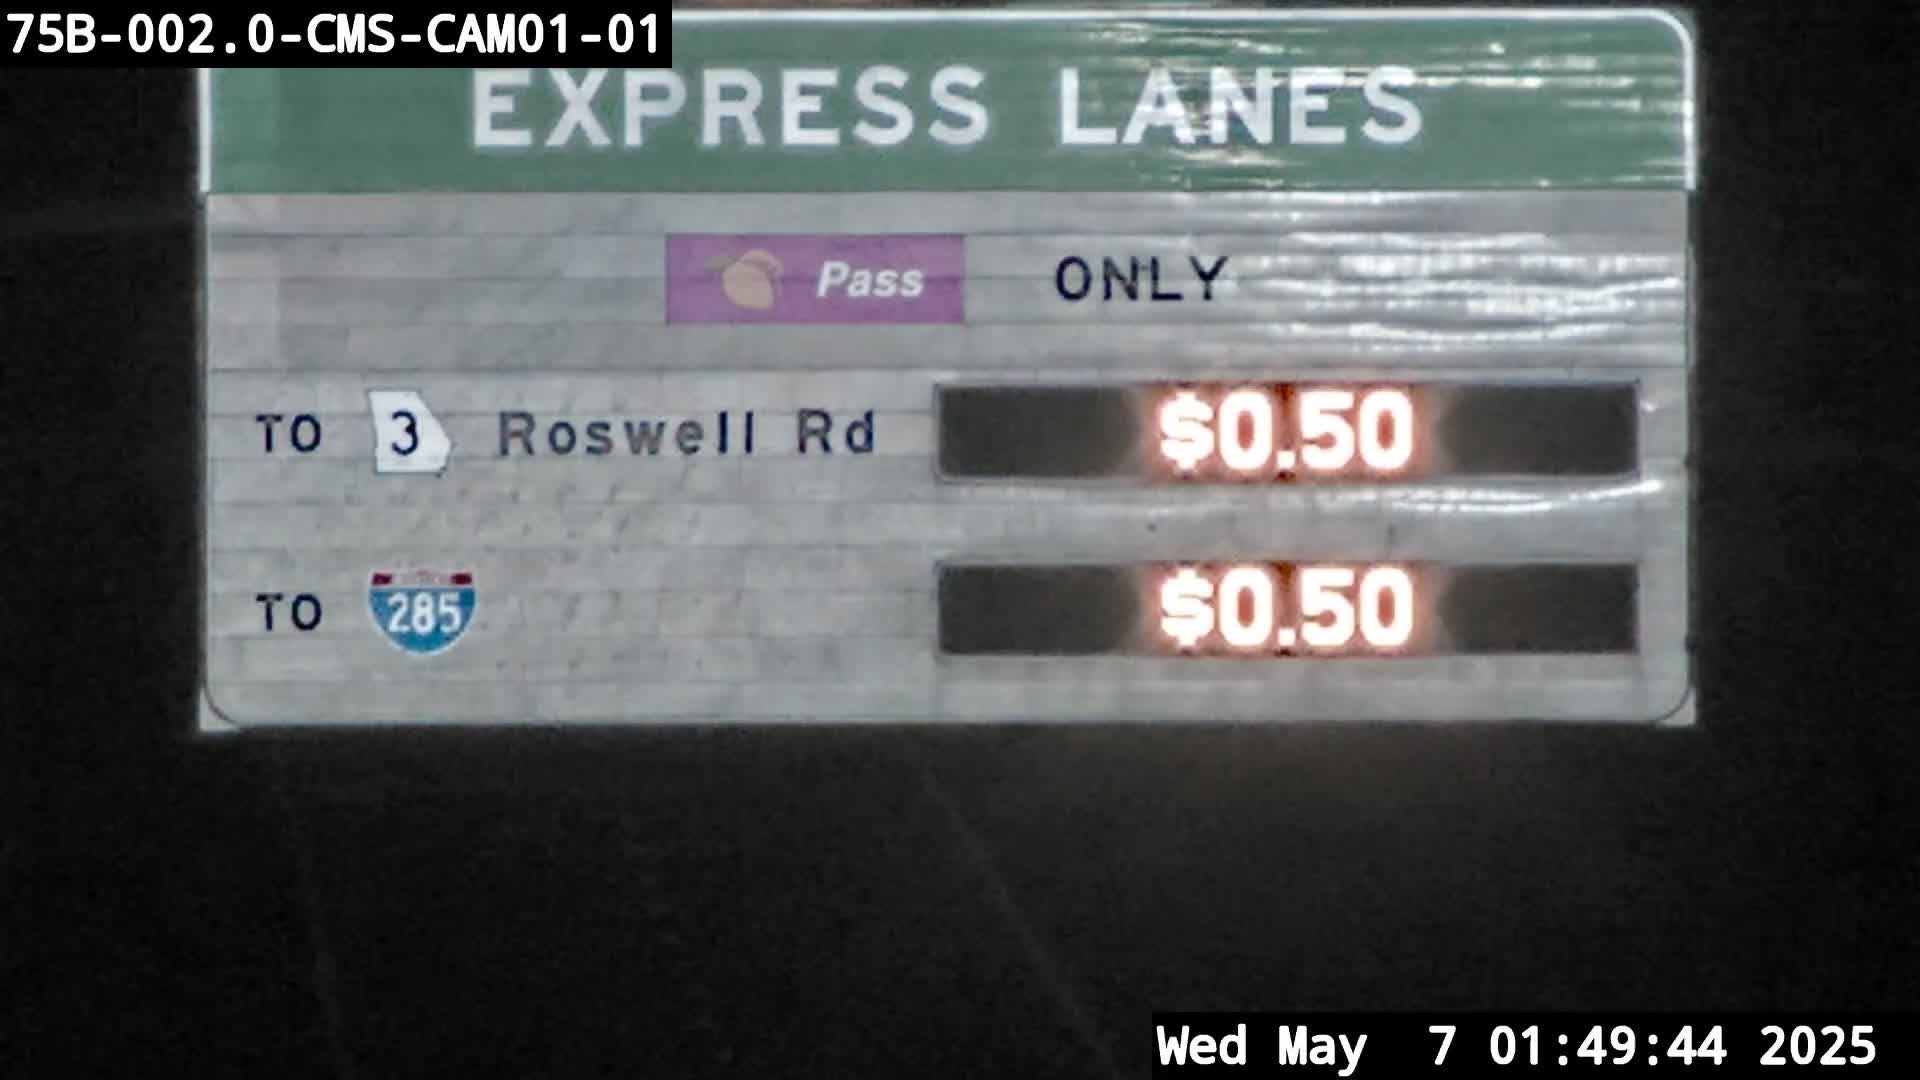 75B-002.0-CMS-CAM01-01
EXPRESS LANES
Pass ONLY
TO 3 Roswell Rd $0.50
TO 285 $0.50
Wed May 7 01:49:44 2025